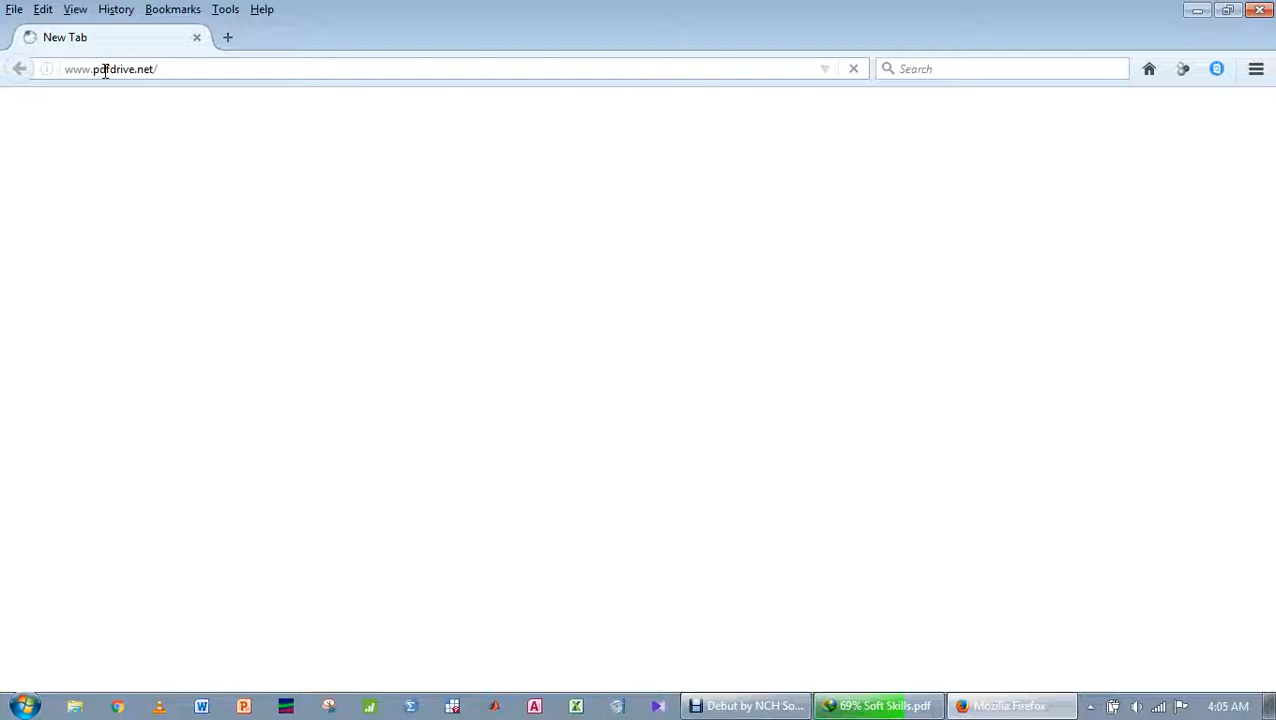 File Edit View History Bookmarks Tools Help
New Tab
www.pdfdrive.net/
Search
Debut by NCH So...
69% Soft Skills.pdf
Mozilla Firefox
4:05 AM